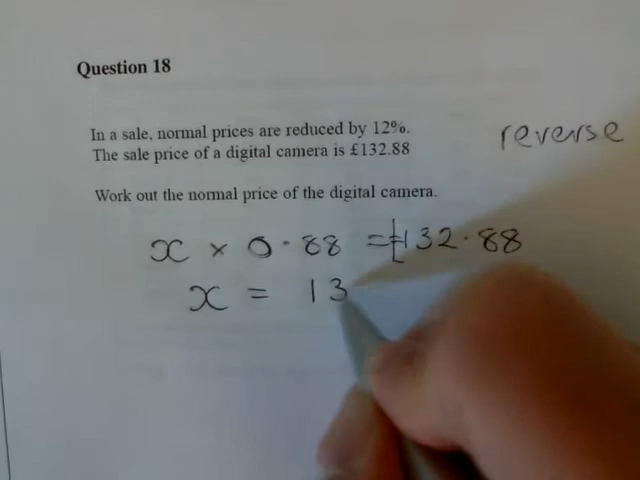 Question 18
In a sale, normal prices are reduced by 12%.
The sale price of a digital camera is £132.88
reverse
Work out the normal price of the digital camera.
x × 0.88 = £132.88
x = 13